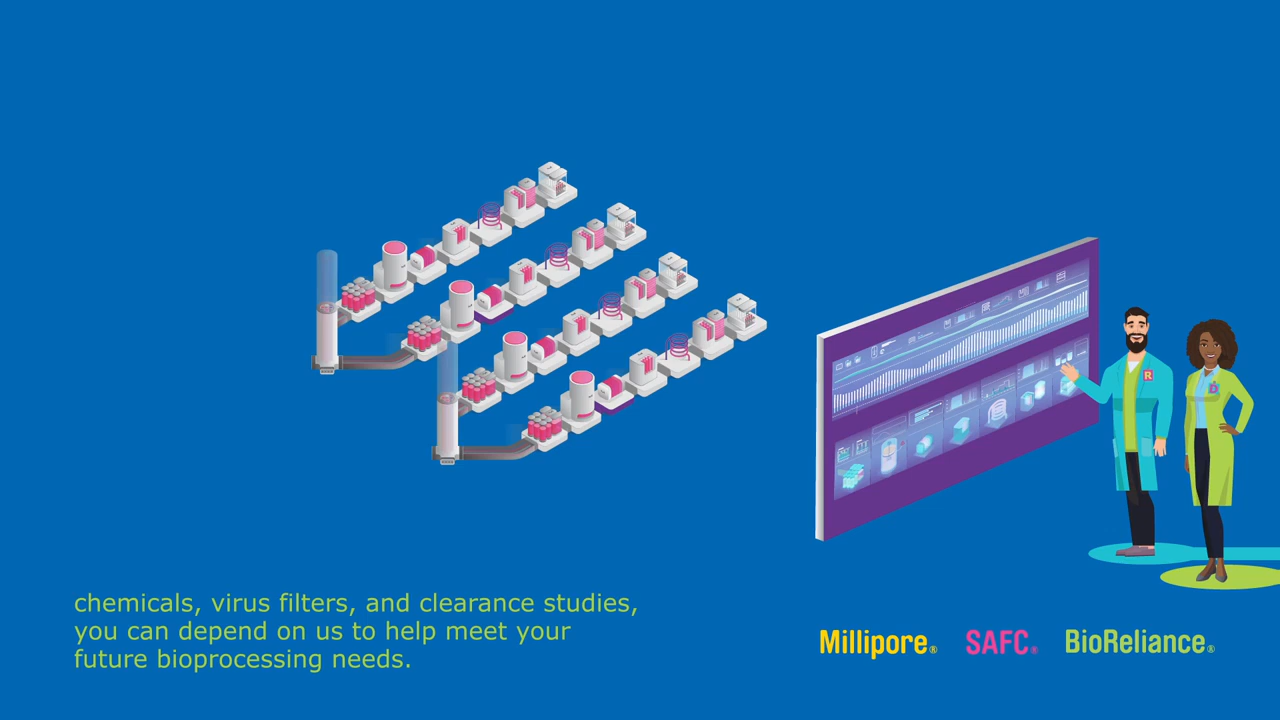 R
D
chemicals, virus filters, and clearance studies,
you can depend on us to help meet your
future bioprocessing needs.
Millipore® SAFC® BioReliance®